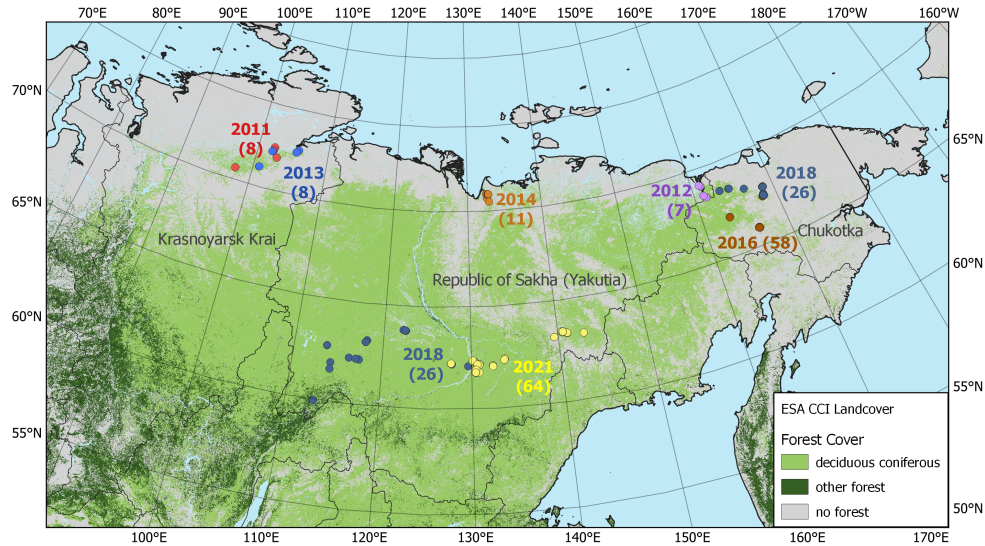 70°E 80°E 90°E 100°E 110°E 120°E 130°E 140°E 150°E 160°E 170°E 180°E 170°W 160°W
70°N
65°N
60°N
55°N
65°N
60°N
55°N
50°N
2011
(8)
2013
(8)
2014
(11)
2012
(7)
2018
(26)
2016 (58)
Chukotka
Krasnoyarsk Krai
Republic of Sakha (Yakutia)
2018
(26)
2021
(64)
ESA CCI Landcover
Forest Cover
deciduous coniferous
other forest
no forest
100°E 110°E 120°E 130°E 140°E 150°E 160°E 170°E